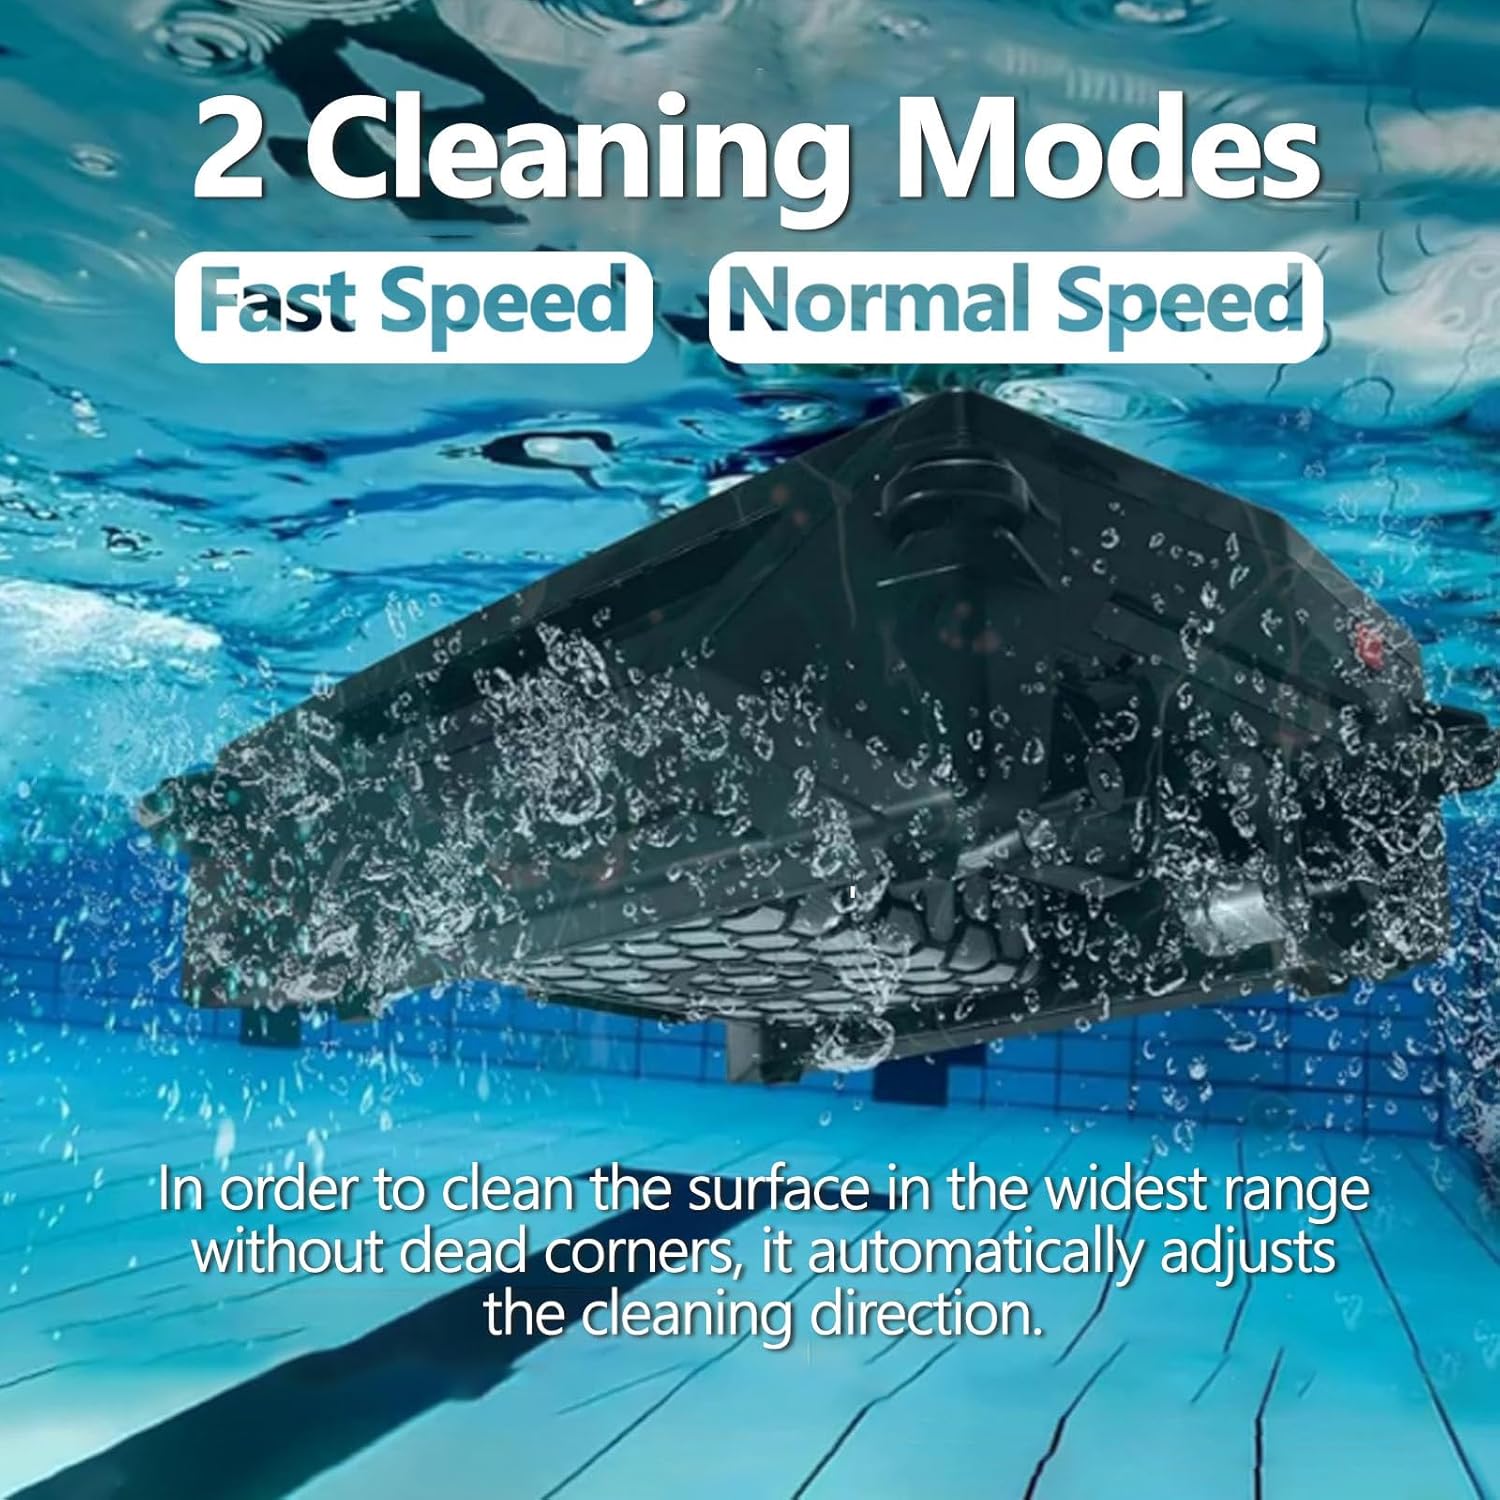 2 Cleaning Modes
Fast Speed Normal Speed
In order to clean the surface in the widest range
without dead corners, it automatically adjusts
the cleaning direction.